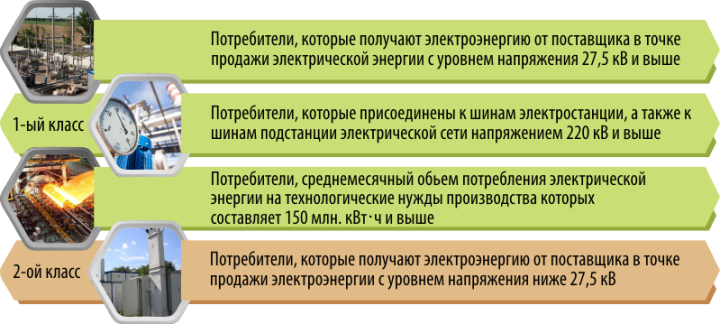 Потребители, которые получают электроэнергию от поставщика в точке
продажи электрической энергии с уровнем напряжения 27,5 кВ и выше
1-ый класс
Потребители, которые присоединены к шинам электростанции, а также к
шинам подстанции электрической сети напряжением 220 кВ и выше
Потребители, среднемесячный обьем потребления электрической
энергии на технологические нужды производства которых
составляет 150 млн. кВт·ч и выше
2-ой класс
Потребители, которые получают электроэнергию от поставщика в точке
продажи электроэнергии с уровнем напряжения ниже 27,5 кВ